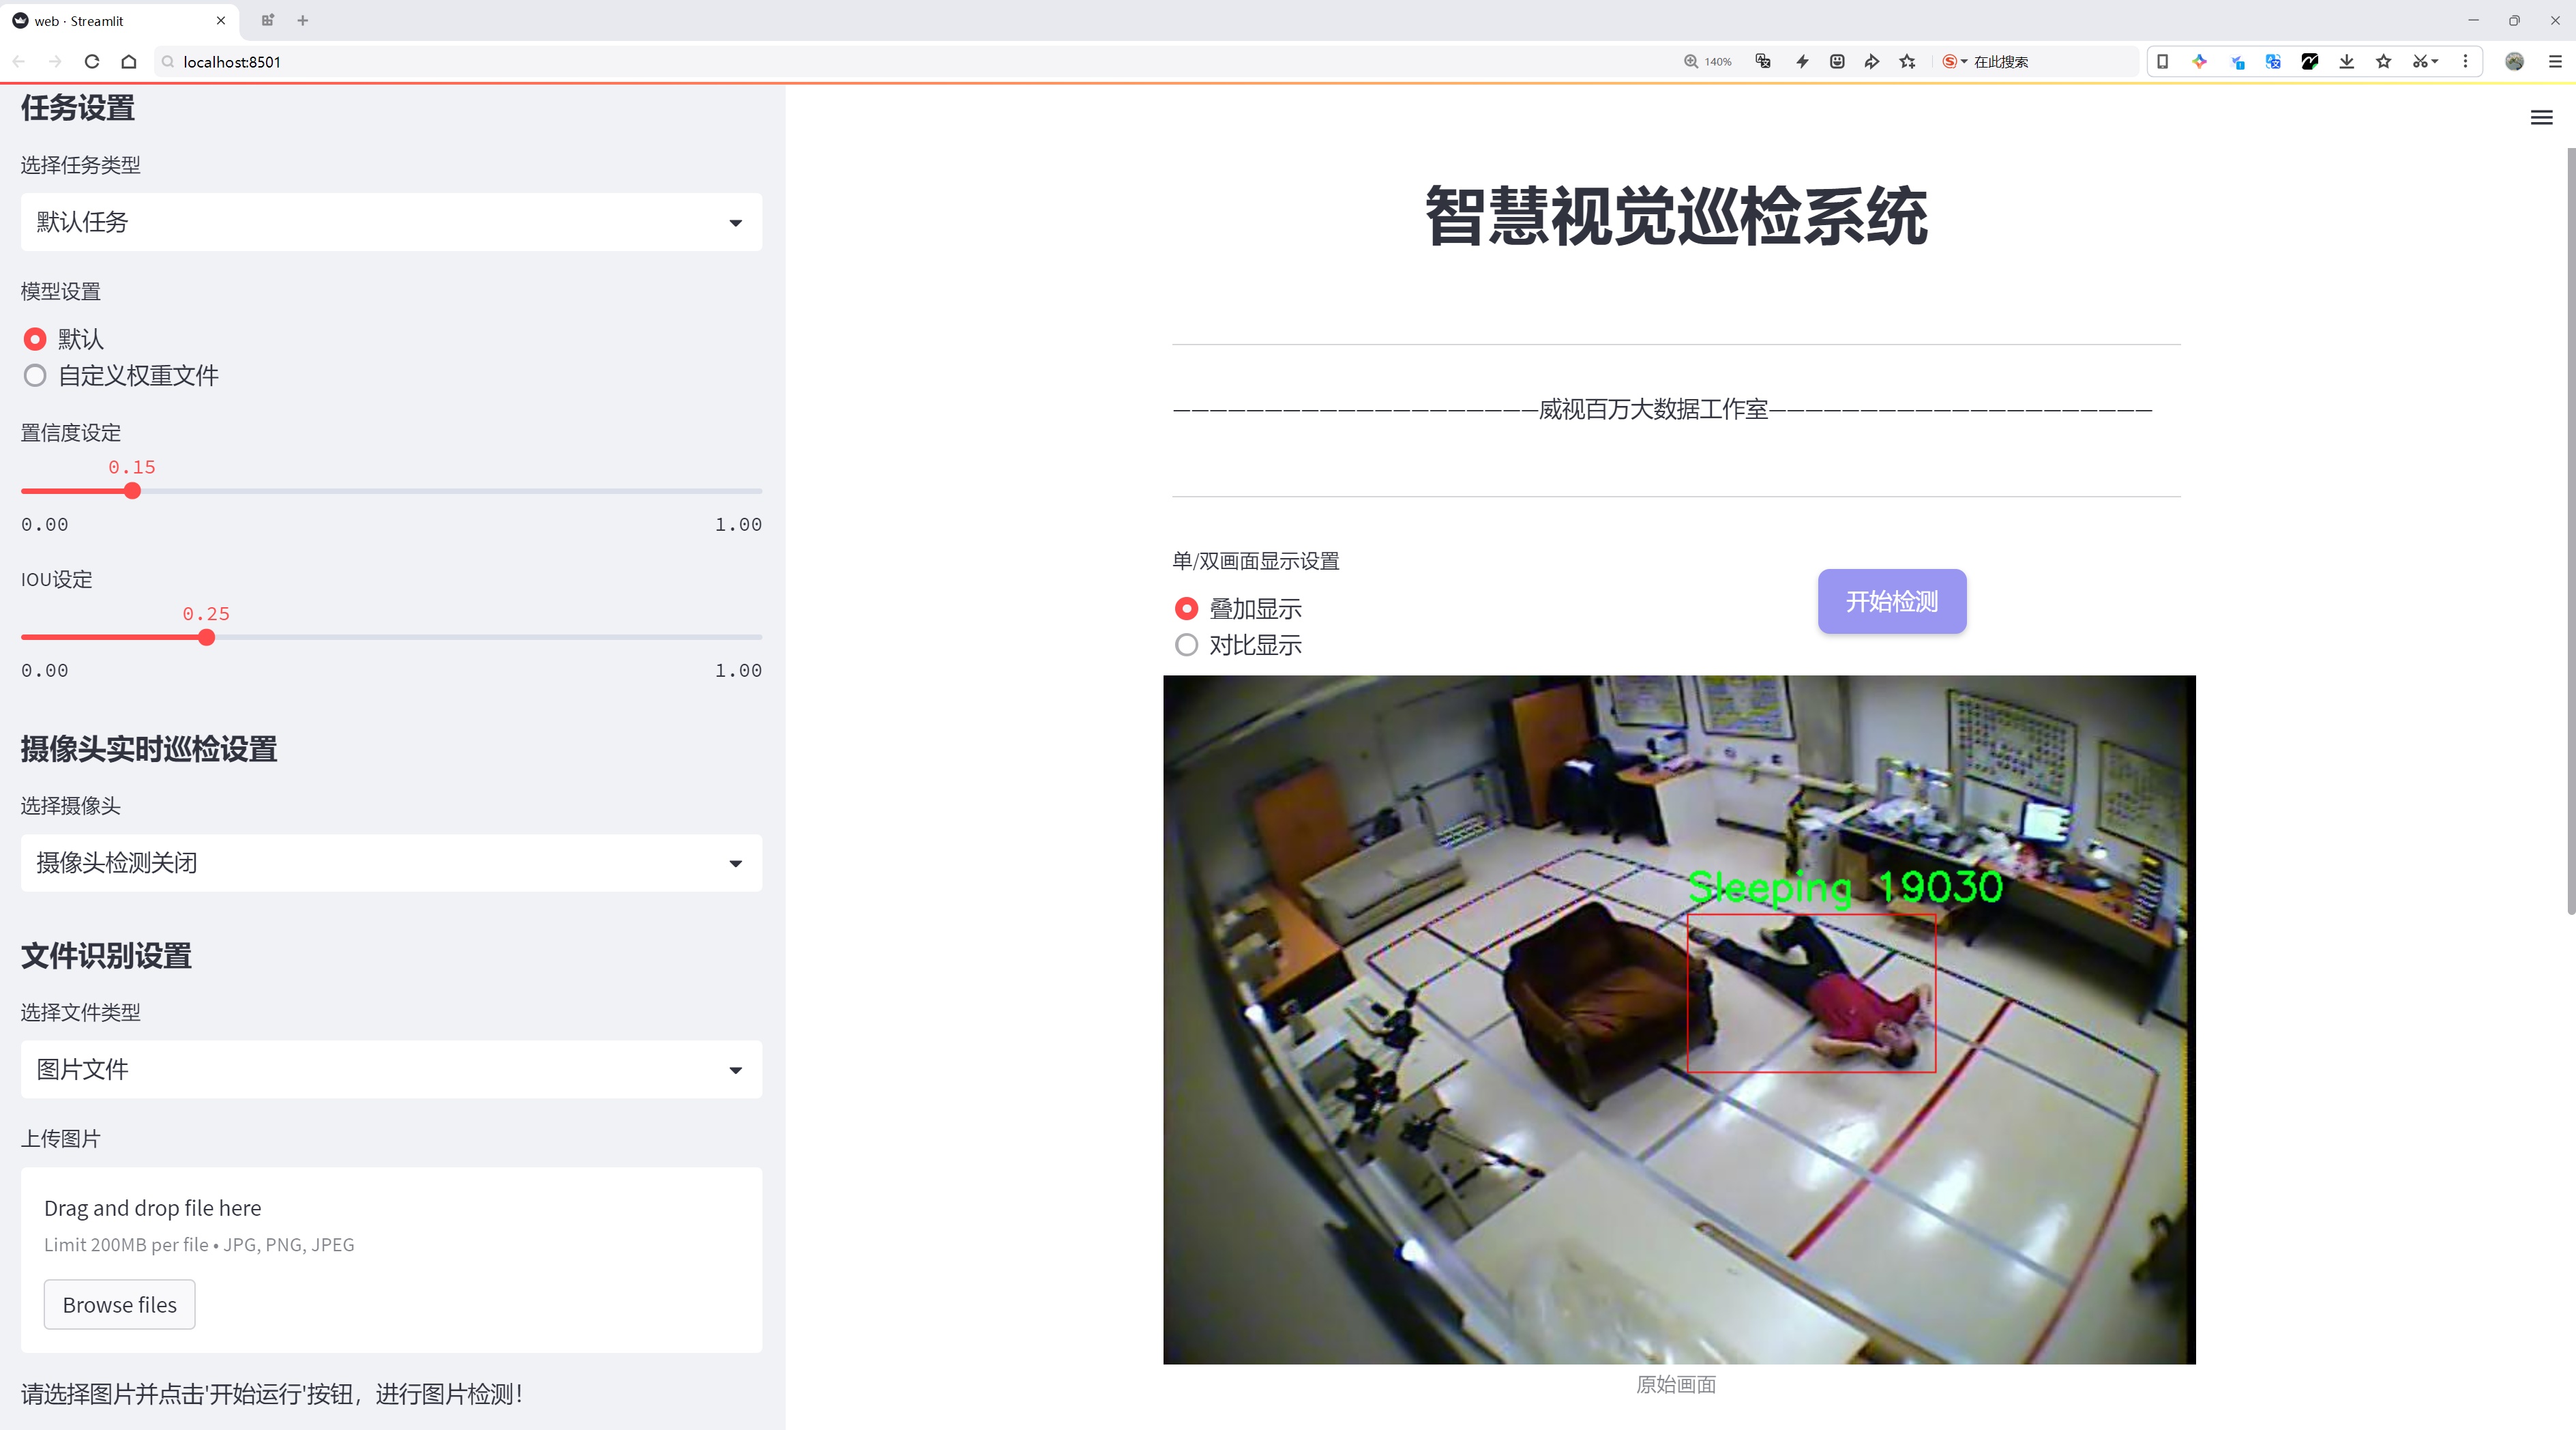 web · Streamlit
localhost:8501
140%
在此搜索
任务设置
选择任务类型
默认任务
模型设置
默认
自定义权重文件
置信度设定
0.15
0.00
1.00
IOU设定
0.25
0.00
1.00
摄像头实时巡检设置
选择摄像头
摄像头检测关闭
文件识别设置
选择文件类型
图片文件
上传图片
Drag and drop file here
Limit 200MB per file • JPG, PNG, JPEG
Browse files
请选择图片并点击'开始运行'按钮，进行图片检测！
智慧视觉巡检系统
————————————————————威视百万大数据工作室—————————————————————
单/双画面显示设置
叠加显示
对比显示
开始检测
Sleeping 19030
原始画面